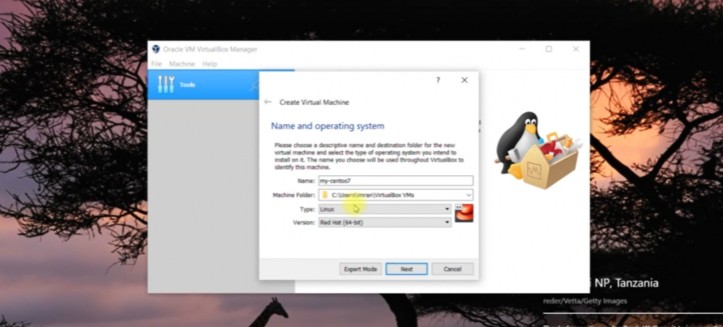 Oracle VM VirtualBox Manager
File Machine Help
Tools
?
Create Virtual Machine
Name and operating system
Please choose a descriptive name and destination folder for the new
virtual machine and select the type of operating system you intend to
install on it. The name you choose will be used throughout VirtualBox to
identify this machine.
Name: my-centos7
Machine Folder: C:\Users\imran\VirtualBox VMs
Type: Linux
Version: Red Hat (64-bit)
64
Expert Mode Next Cancel
NP, Tanzania
reder/Vetta/Getty Images